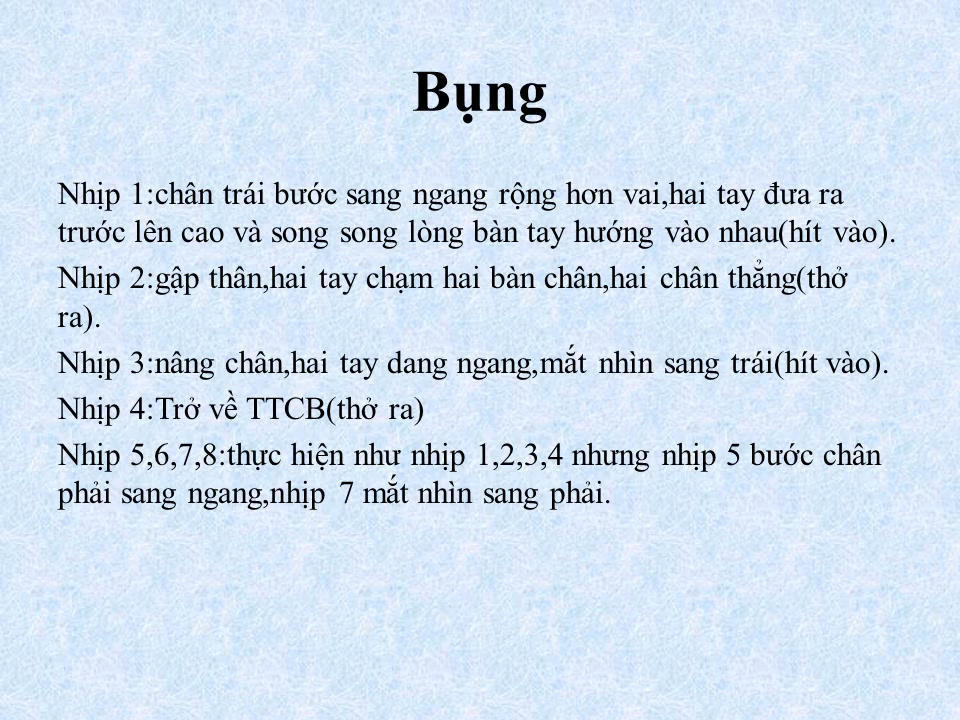 Bụng
Nhịp 1:chân trái bước sang ngang rộng hơn vai,hai tay đưa ra
trước lên cao và song song lòng bàn tay hướng vào nhau(hít vào).
Nhịp 2:gập thân,hai tay chạm hai bàn chân,hai chân thẳng(thở
ra).
Nhịp 3:nâng chân,hai tay dang ngang,mắt nhìn sang trái(hít vào).
Nhịp 4:Trở về TTCB(thở ra)
Nhịp 5,6,7,8:thực hiện như nhịp 1,2,3,4 nhưng nhịp 5 bước chân
phải sang ngang,nhịp 7 mắt nhìn sang phải.